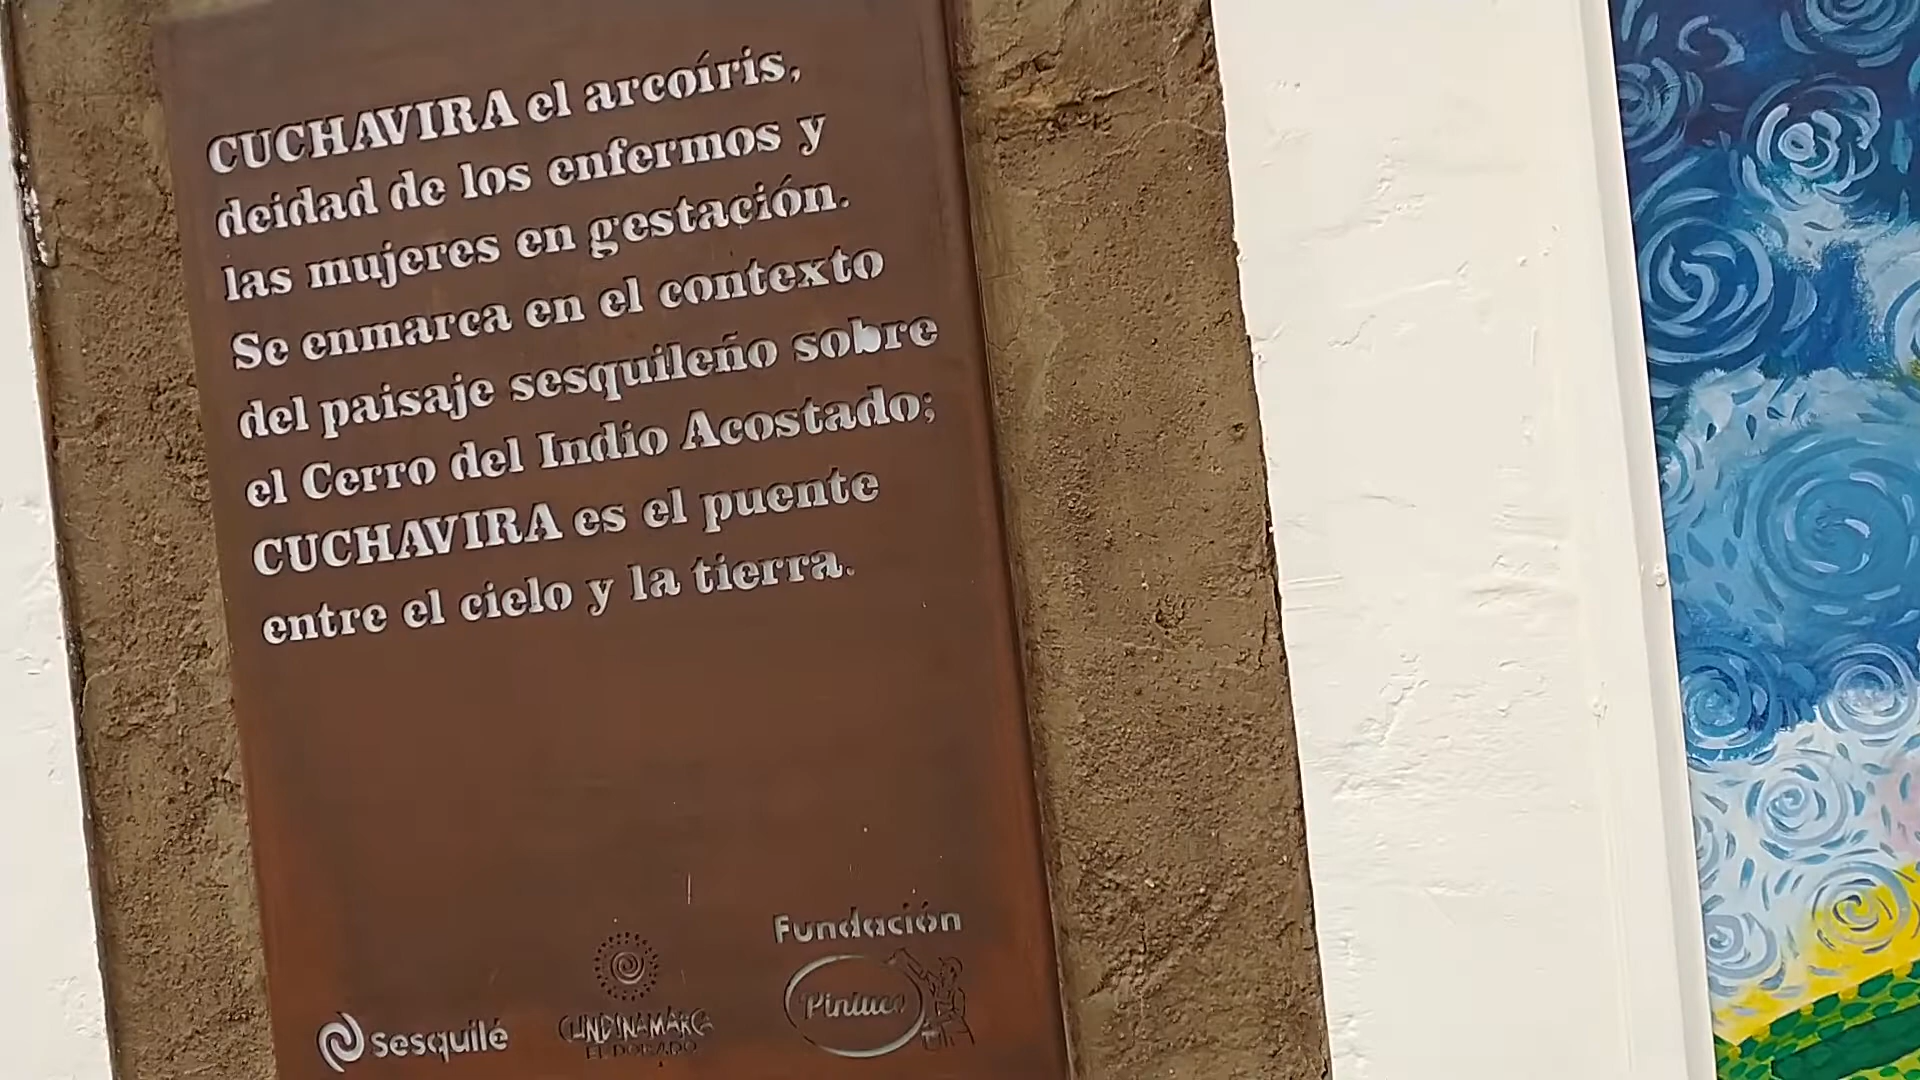 CUCHAVIRA el arcoíris,
deidad de los enfermos y
las mujeres en gestación.
Se enmarca en el contexto
del paisaje sesquileño sobre
el Cerro del Indio Acostado;
CUCHAVIRA es el puente
entre el cielo y la tierra.
sesquilé
CUNDINAMARCA
EL DORADO
Fundación